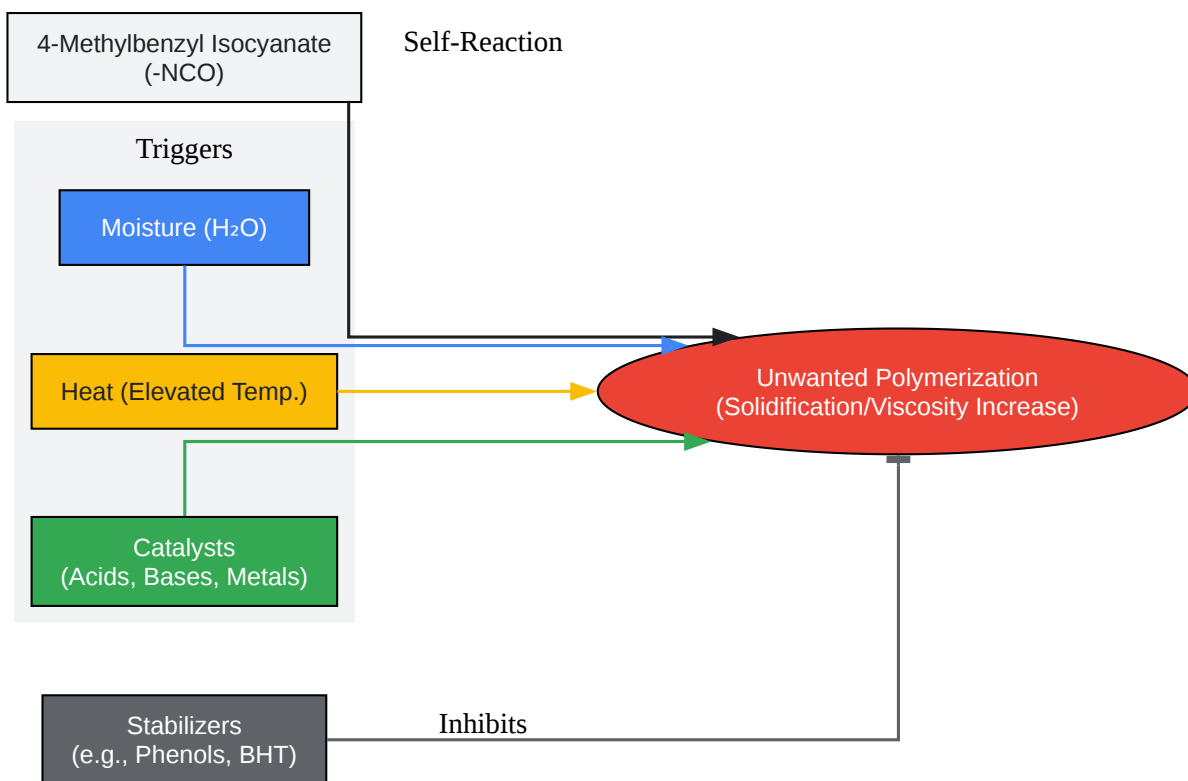 4-Methylbenzyl Isocyanate
(-NCO)
Self-Reaction
Triggers
Moisture (H₂O)
Heat (Elevated Temp.)
Unwanted Polymerization
(Solidification/Viscosity Increase)
Catalysts
(Acids, Bases, Metals)
Stabilizers
(e.g., Phenols, BHT)
Inhibits